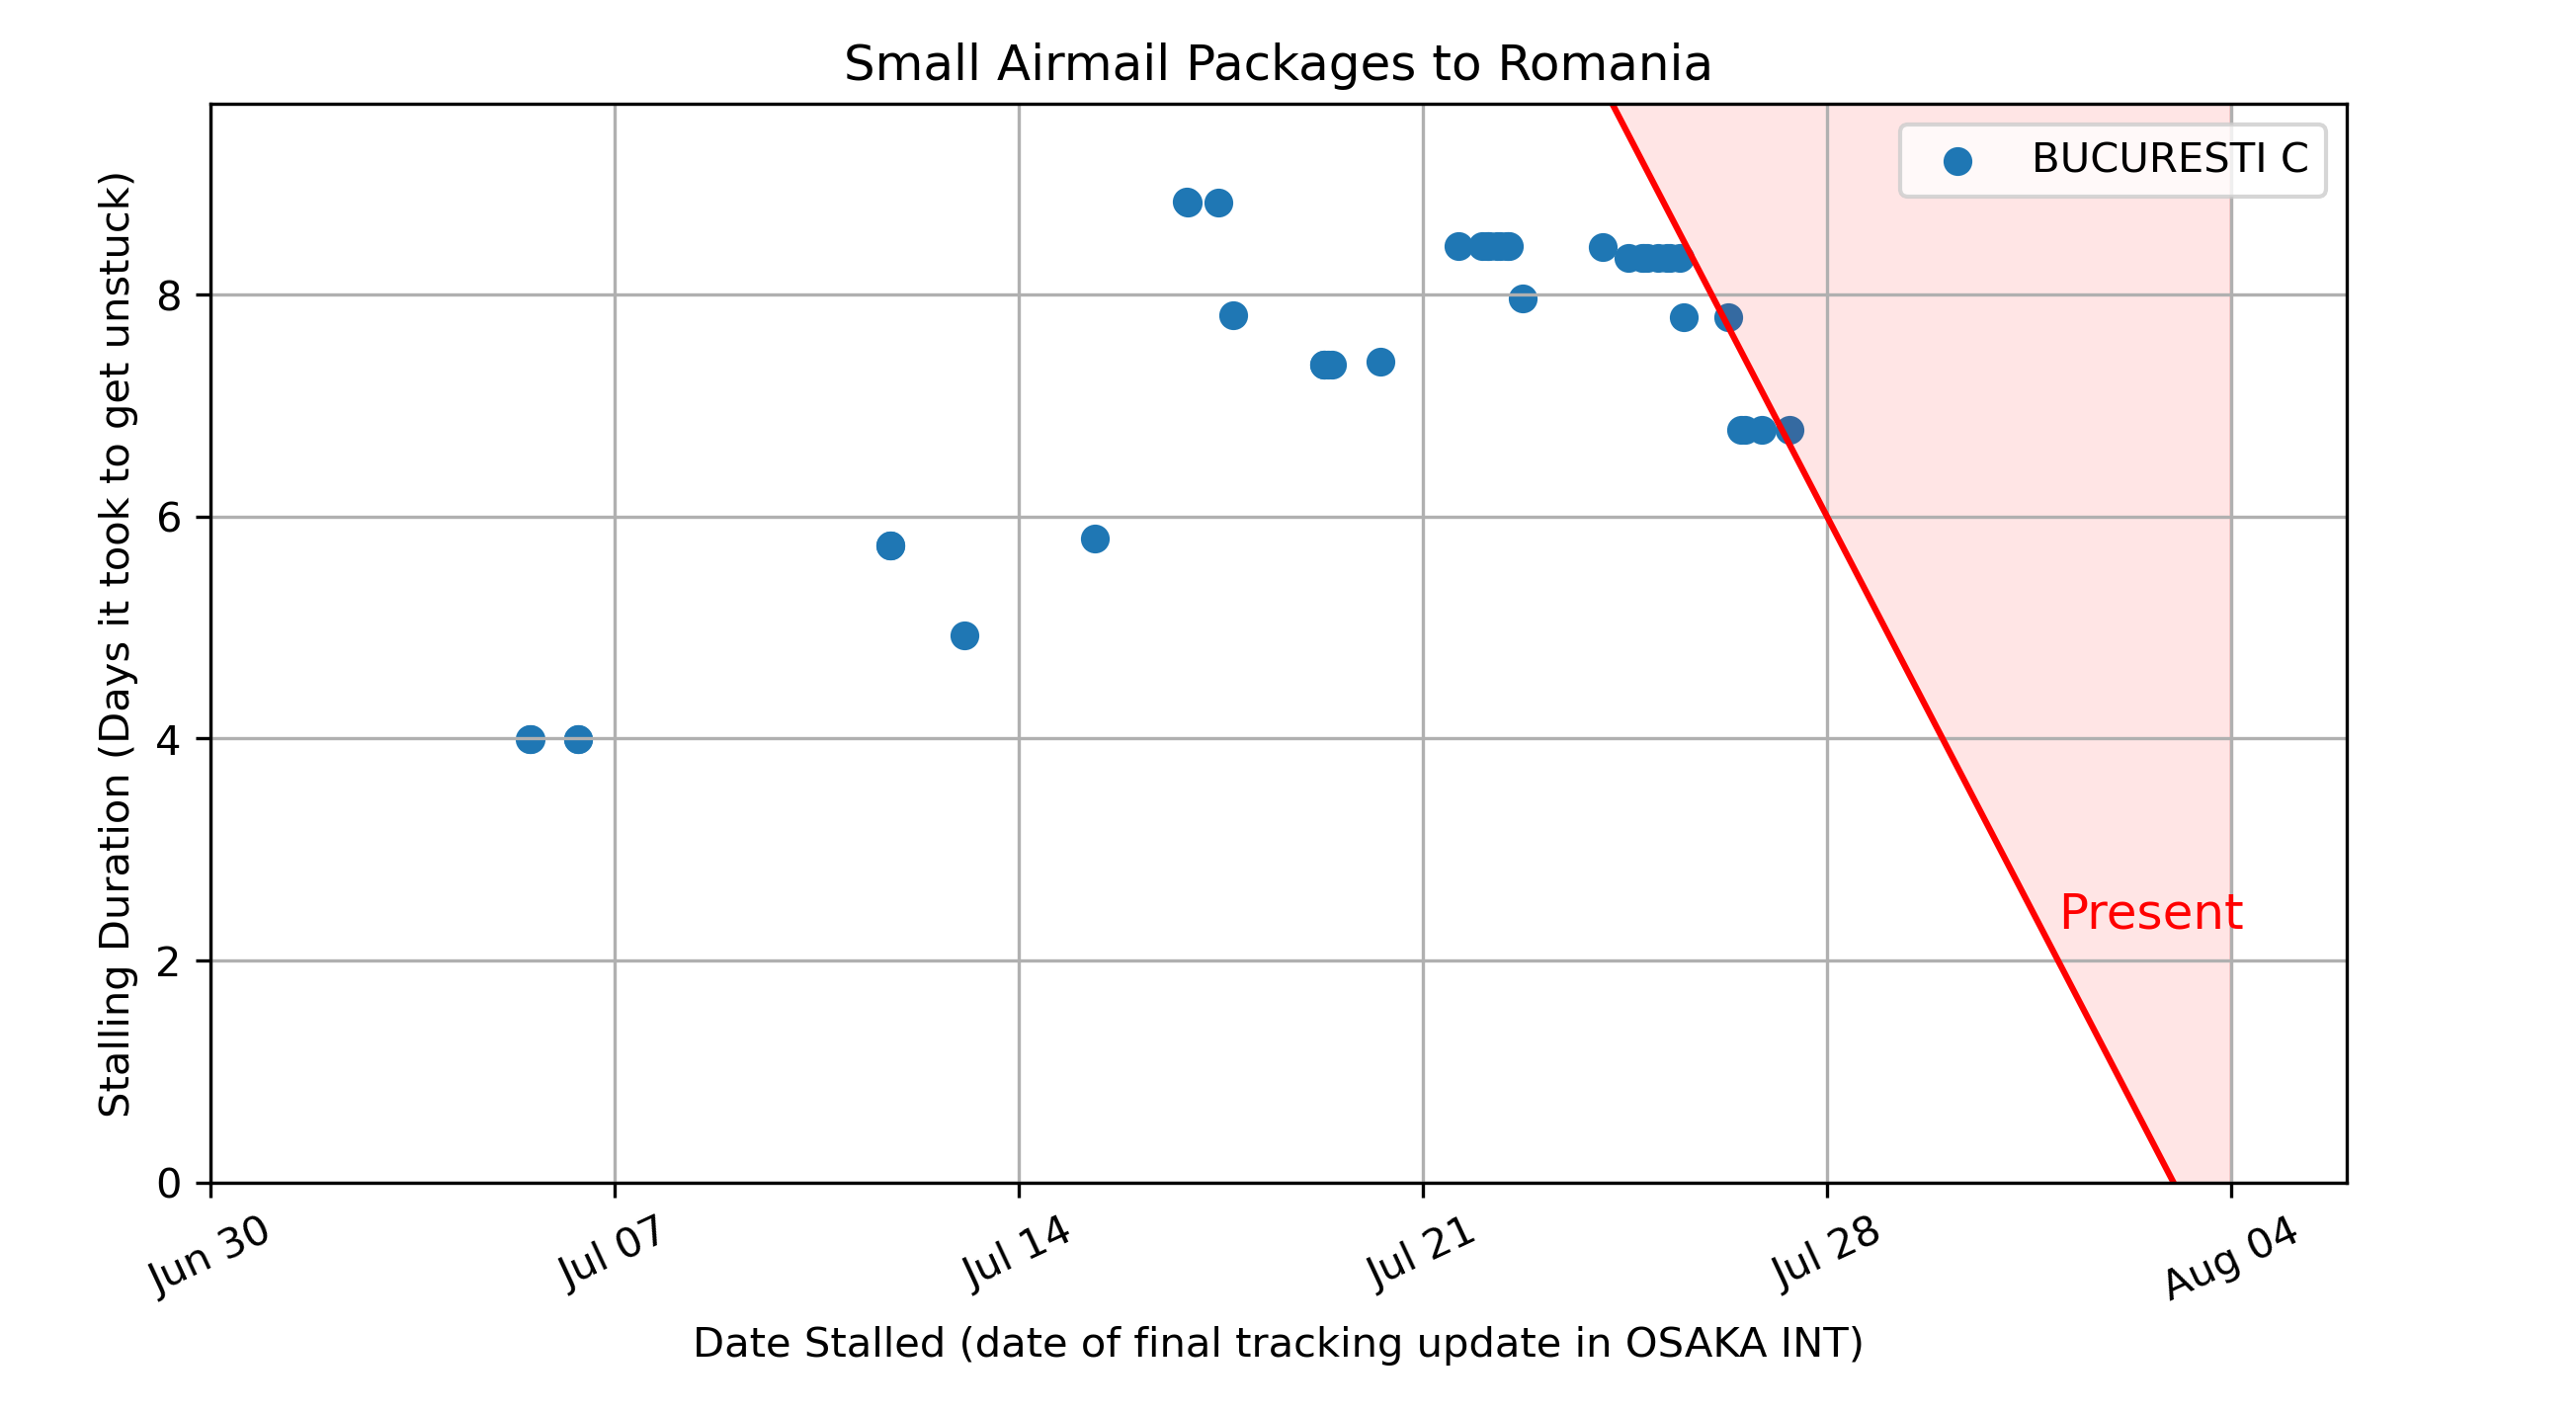 Small Airmail Packages to Romania
BUCURESTI C
Stalling Duration (Days it took to get unstuck)
8
6
4
2
0
Present
Jun 30
Jul 07
Jul 14
Jul 21
Jul 28
Aug 04
Date Stalled (date of final tracking update in OSAKA INT)